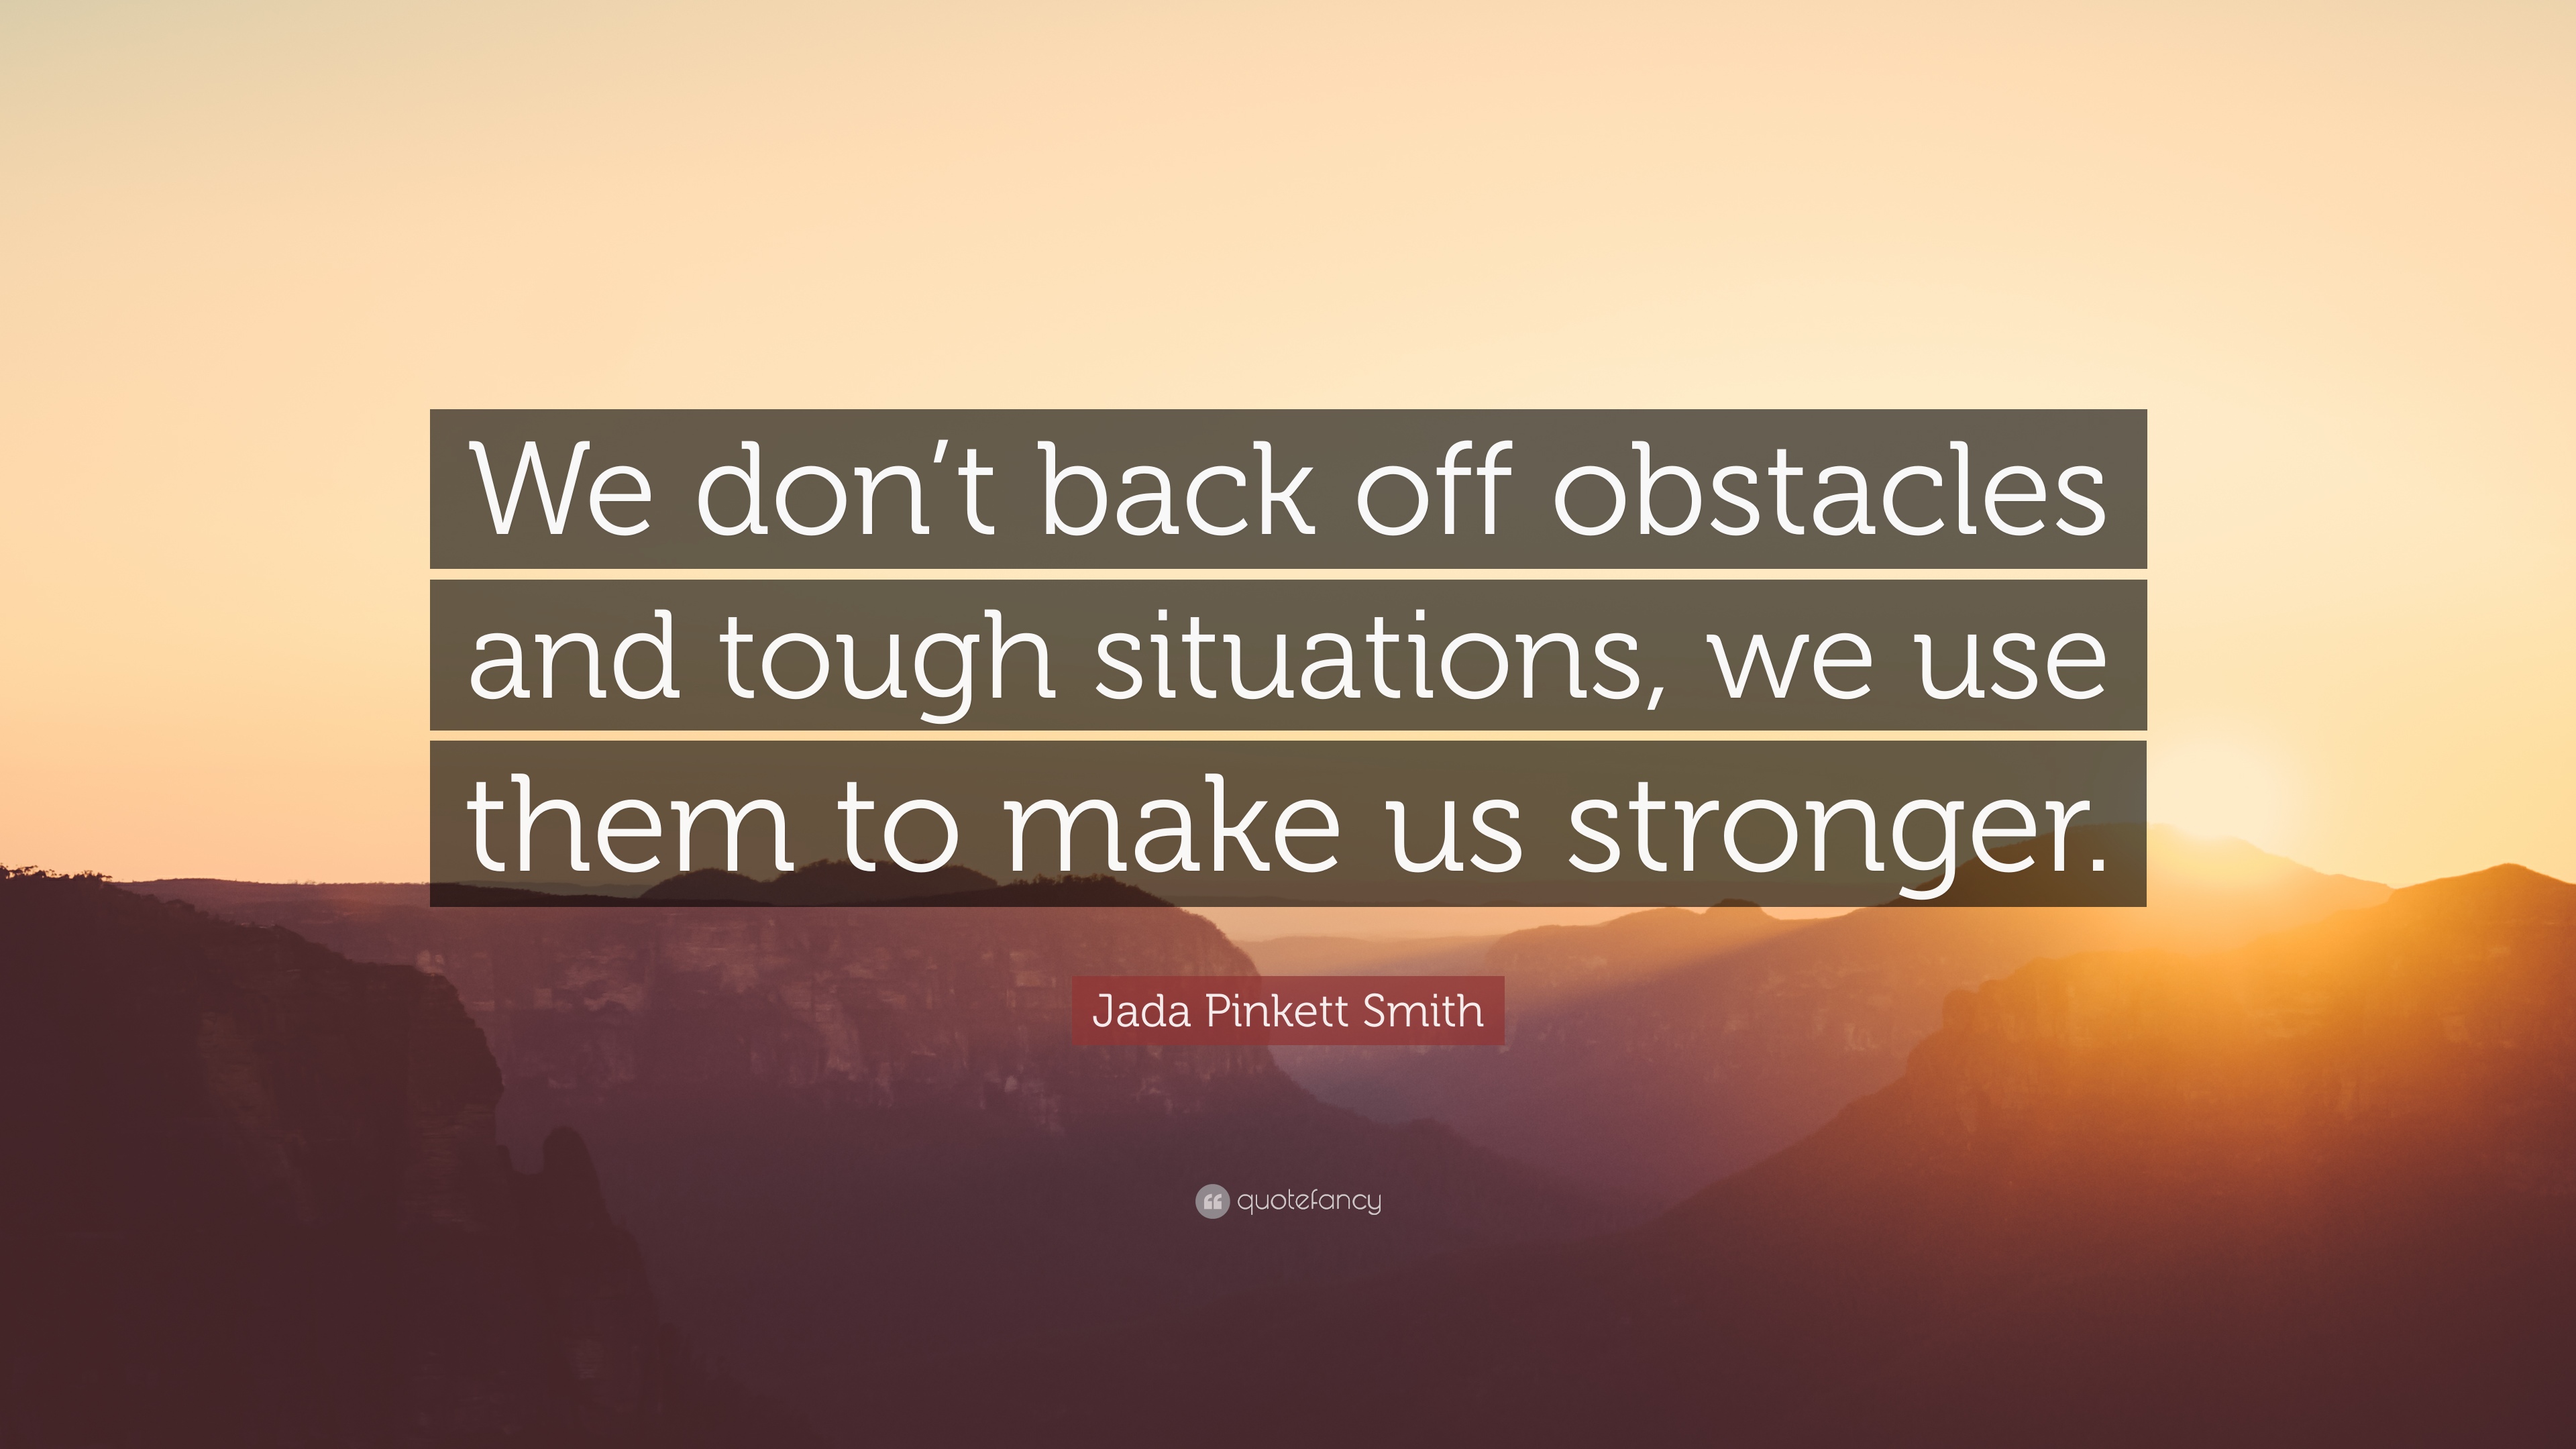 We don’t back off obstacles
and tough situations, we use
them to make us stronger.
Jada Pinkett Smith
quotefancy